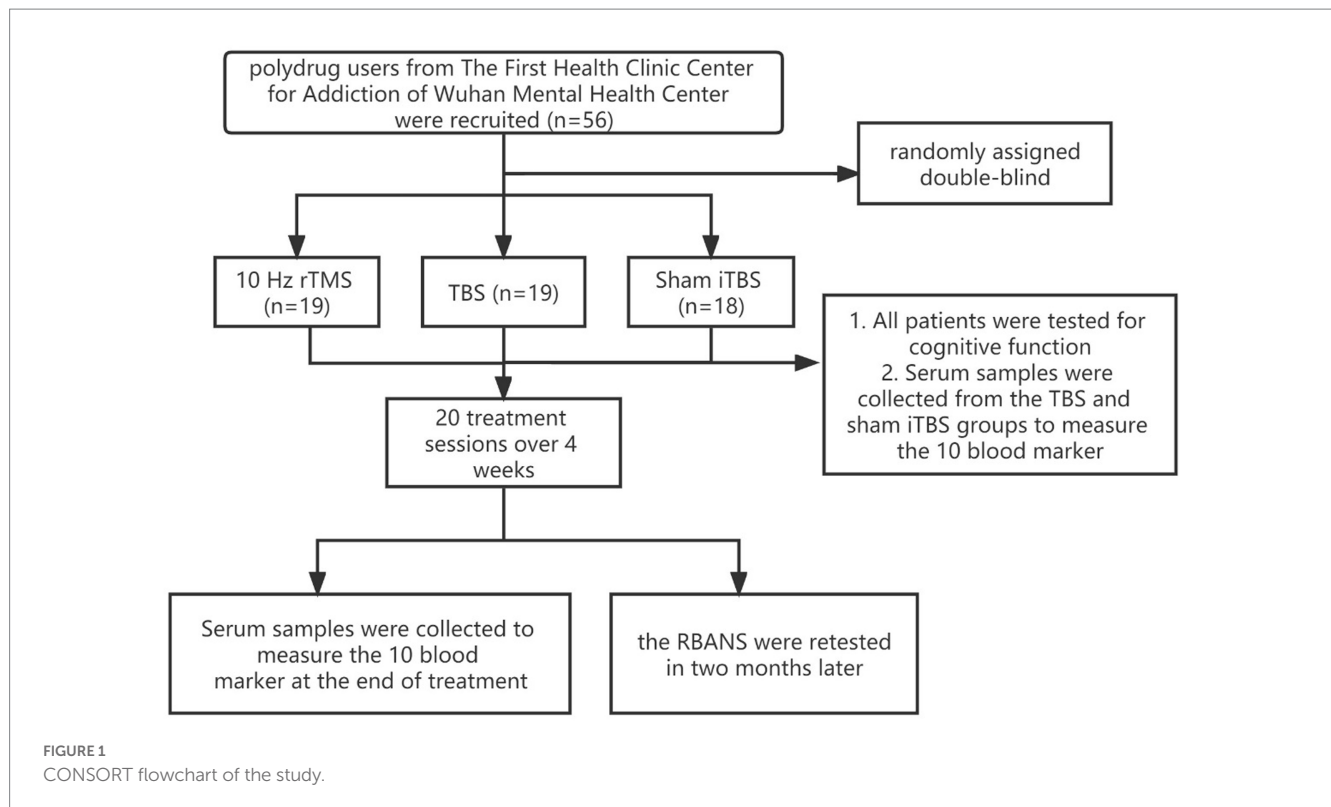 polydrug users from The First Health Clinic Center
for Addiction of Wuhan Mental Health Center
were recruited (n=56)
randomly assigned
double-blind
10 Hz rTMS
(n=19)
TBS (n=19)
Sham iTBS
(n=18)
1. All patients were tested for
cognitive function
2. Serum samples were
collected from the TBS and
sham iTBS groups to measure
the 10 blood marker
20 treatment
sessions over 4
weeks
Serum samples were collected to
measure the 10 blood
marker at the end of treatment
the RBANS were retested
in two months later
FIGURE 1
CONSORT flowchart of the study.